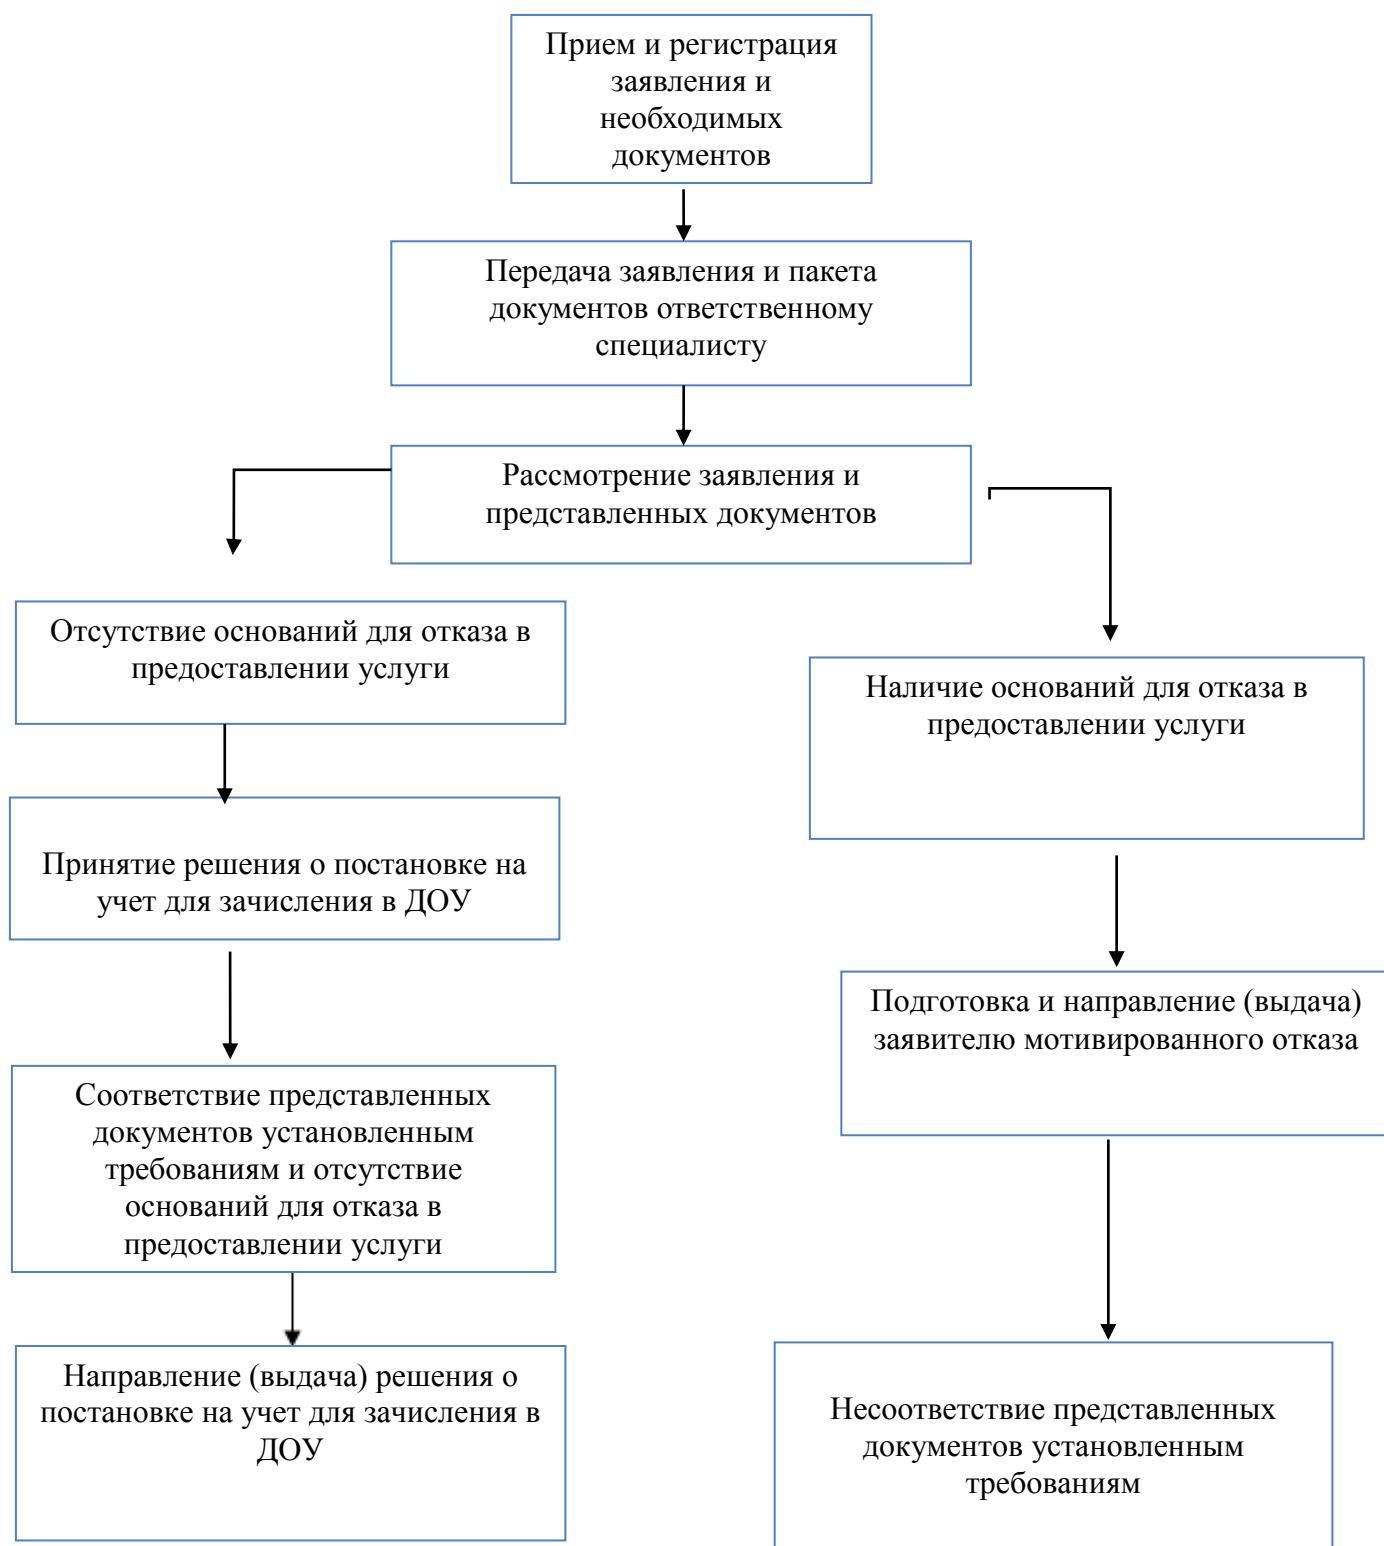 Прием и регистрация
заявления и
необходимых
документов
Передача заявления и пакета
документов ответственному
специалисту
Рассмотрение заявления и
представленных документов
Отсутствие оснований для отказа в
предоставлении услуги
Принятие решения о постановке на
учет для зачисления в ДОУ
Соответствие представленных
документов установленным
требованиям и отсутствие
оснований для отказа в
предоставлении услуги
Направление (выдача) решения о
постановке на учет для зачисления в
ДОУ
Наличие оснований для отказа в
предоставлении услуги
Подготовка и направление (выдача)
заявителю мотивированного отказа
Несоответствие представленных
документов установленным
требованиям